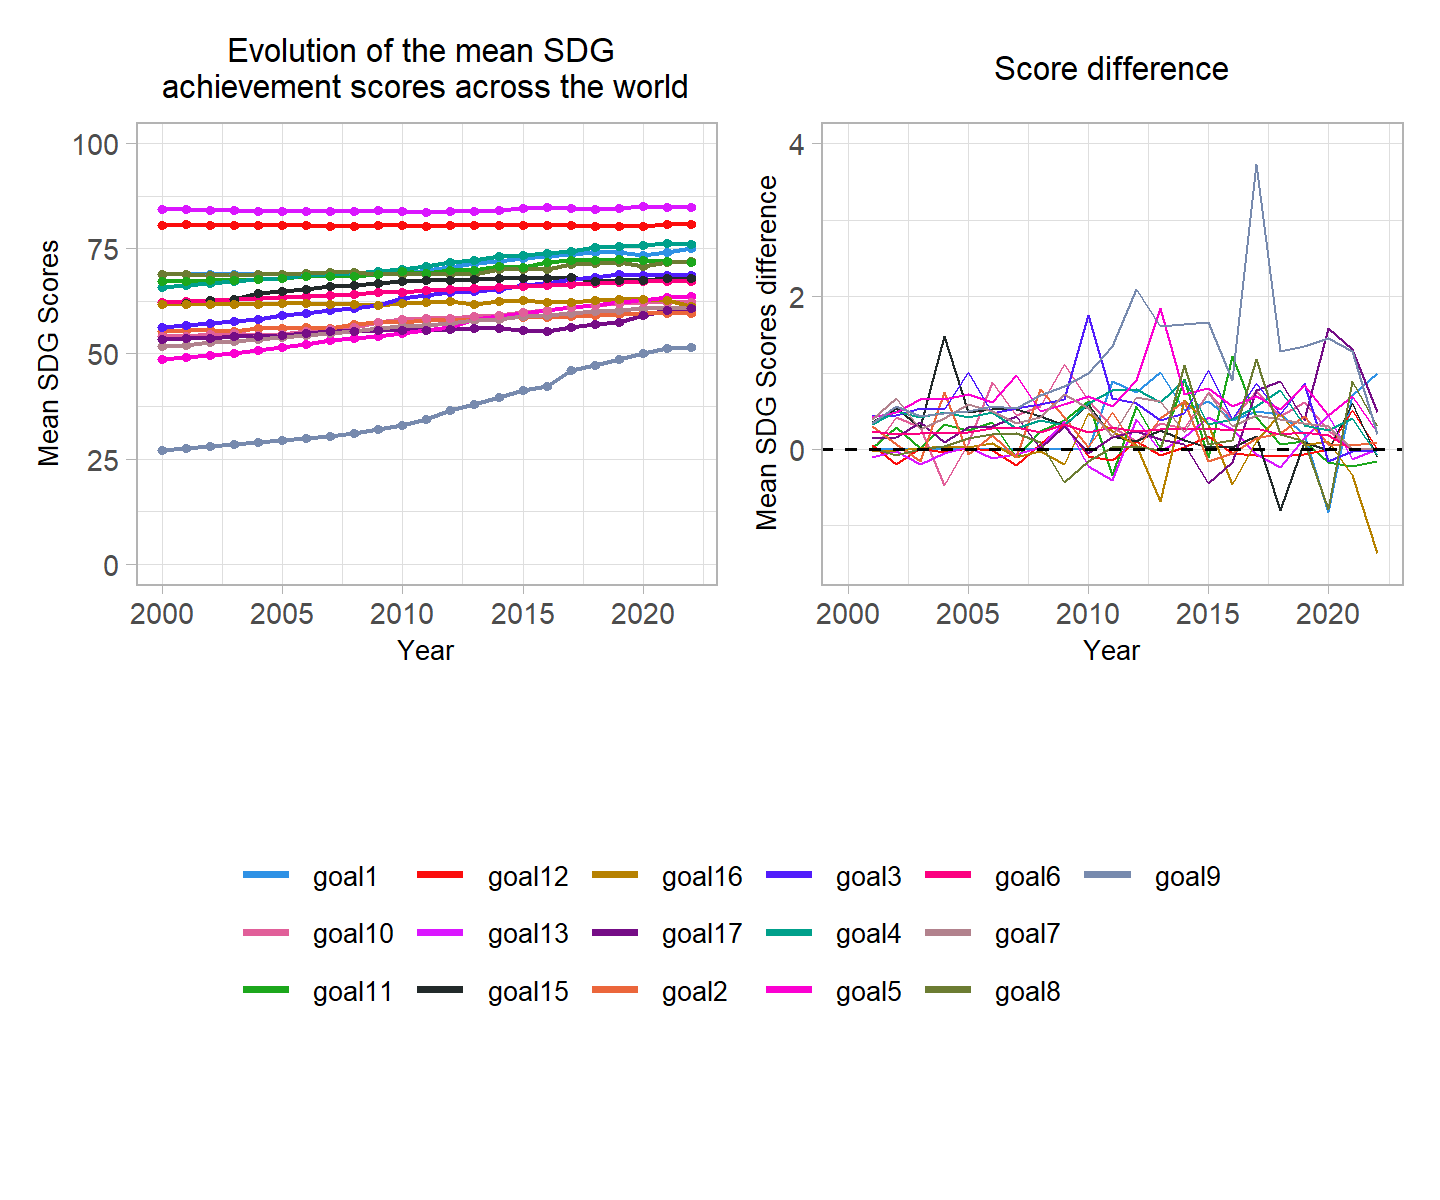 Evolution of the mean SDG
achievement scores across the world
Mean SDG Scores
100
75
50
25
0
2000 2005 2010 2015 2020
Year
Score difference
Mean SDG Scores difference
4
2
0
2000 2005 2010 2015 2020
Year
goal1 goal12 goal16 goal3 goal6 goal9
goal10 goal13 goal17 goal4 goal7
goal11 goal15 goal2 goal5 goal8